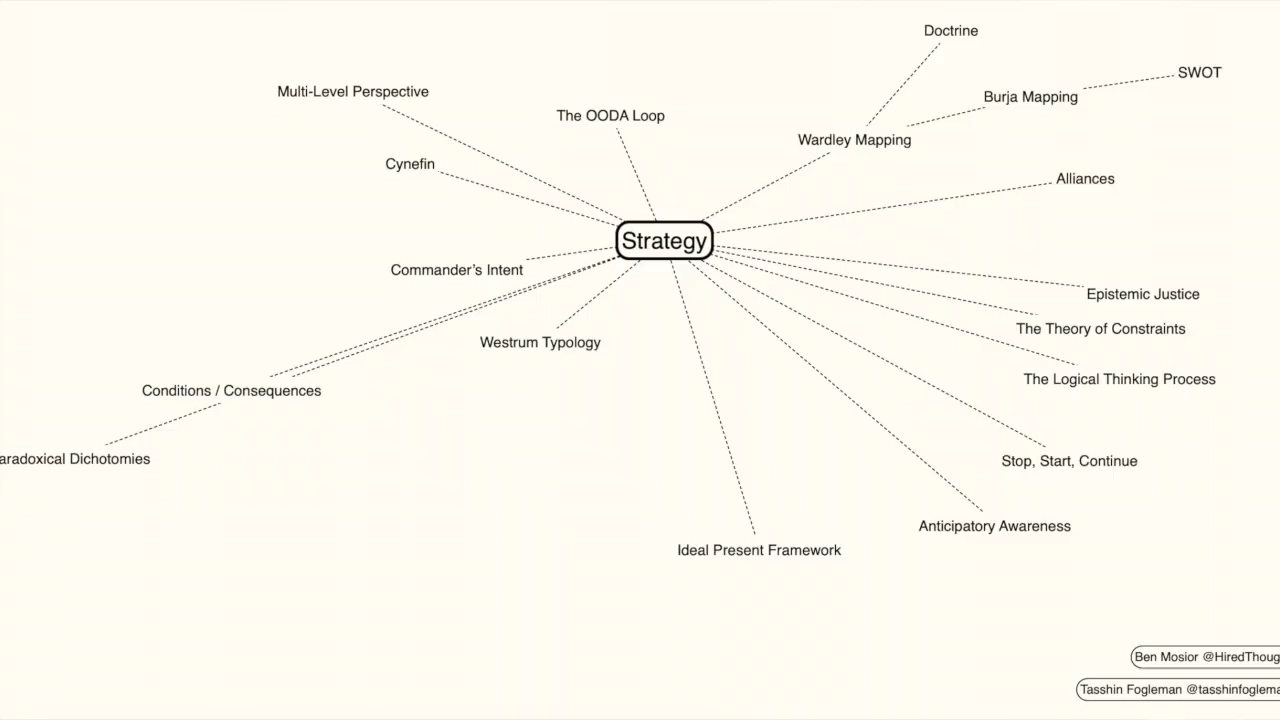 Doctrine
SWOT
Multi-Level Perspective
Burja Mapping
The OODA Loop
Wardley Mapping
Cynefin
Alliances
Strategy
Commander's Intent
Epistemic Justice
The Theory of Constraints
Westrum Typology
The Logical Thinking Process
Conditions / Consequences
aradoxical Dichotomies
Stop, Start, Continue
Anticipatory Awareness
Ideal Present Framework
Ben Mosior @HiredThoug
Tasshin Fogleman @tasshinfoglema